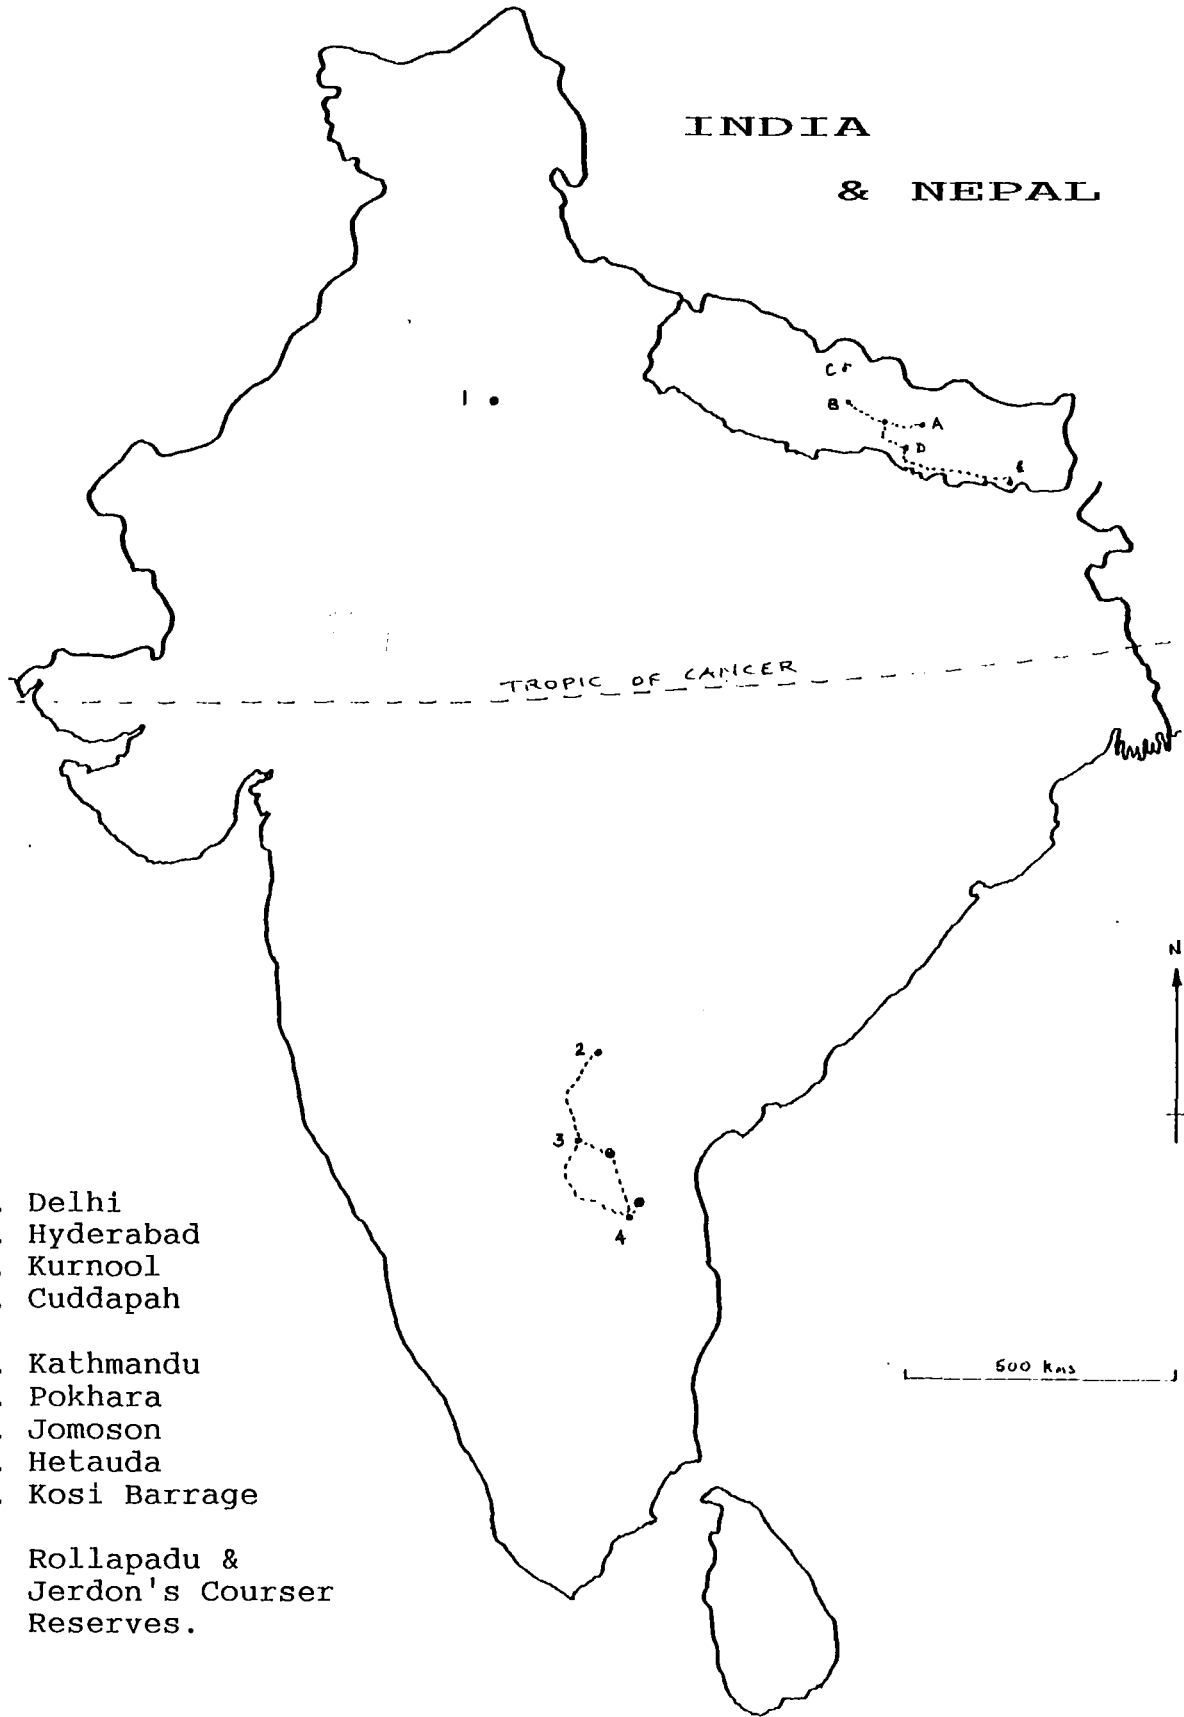 INDIA
& NEPAL
C
B
A
D
E
1
TROPIC OF CANCER
N
2
3
4
. Delhi
. Hyderabad
. Kurnool
. Cuddapah
. Kathmandu
. Pokhara
. Jomoson
. Hetauda
. Kosi Barrage
Rollapadu &
Jerdon's Courser
Reserves.
500 kms